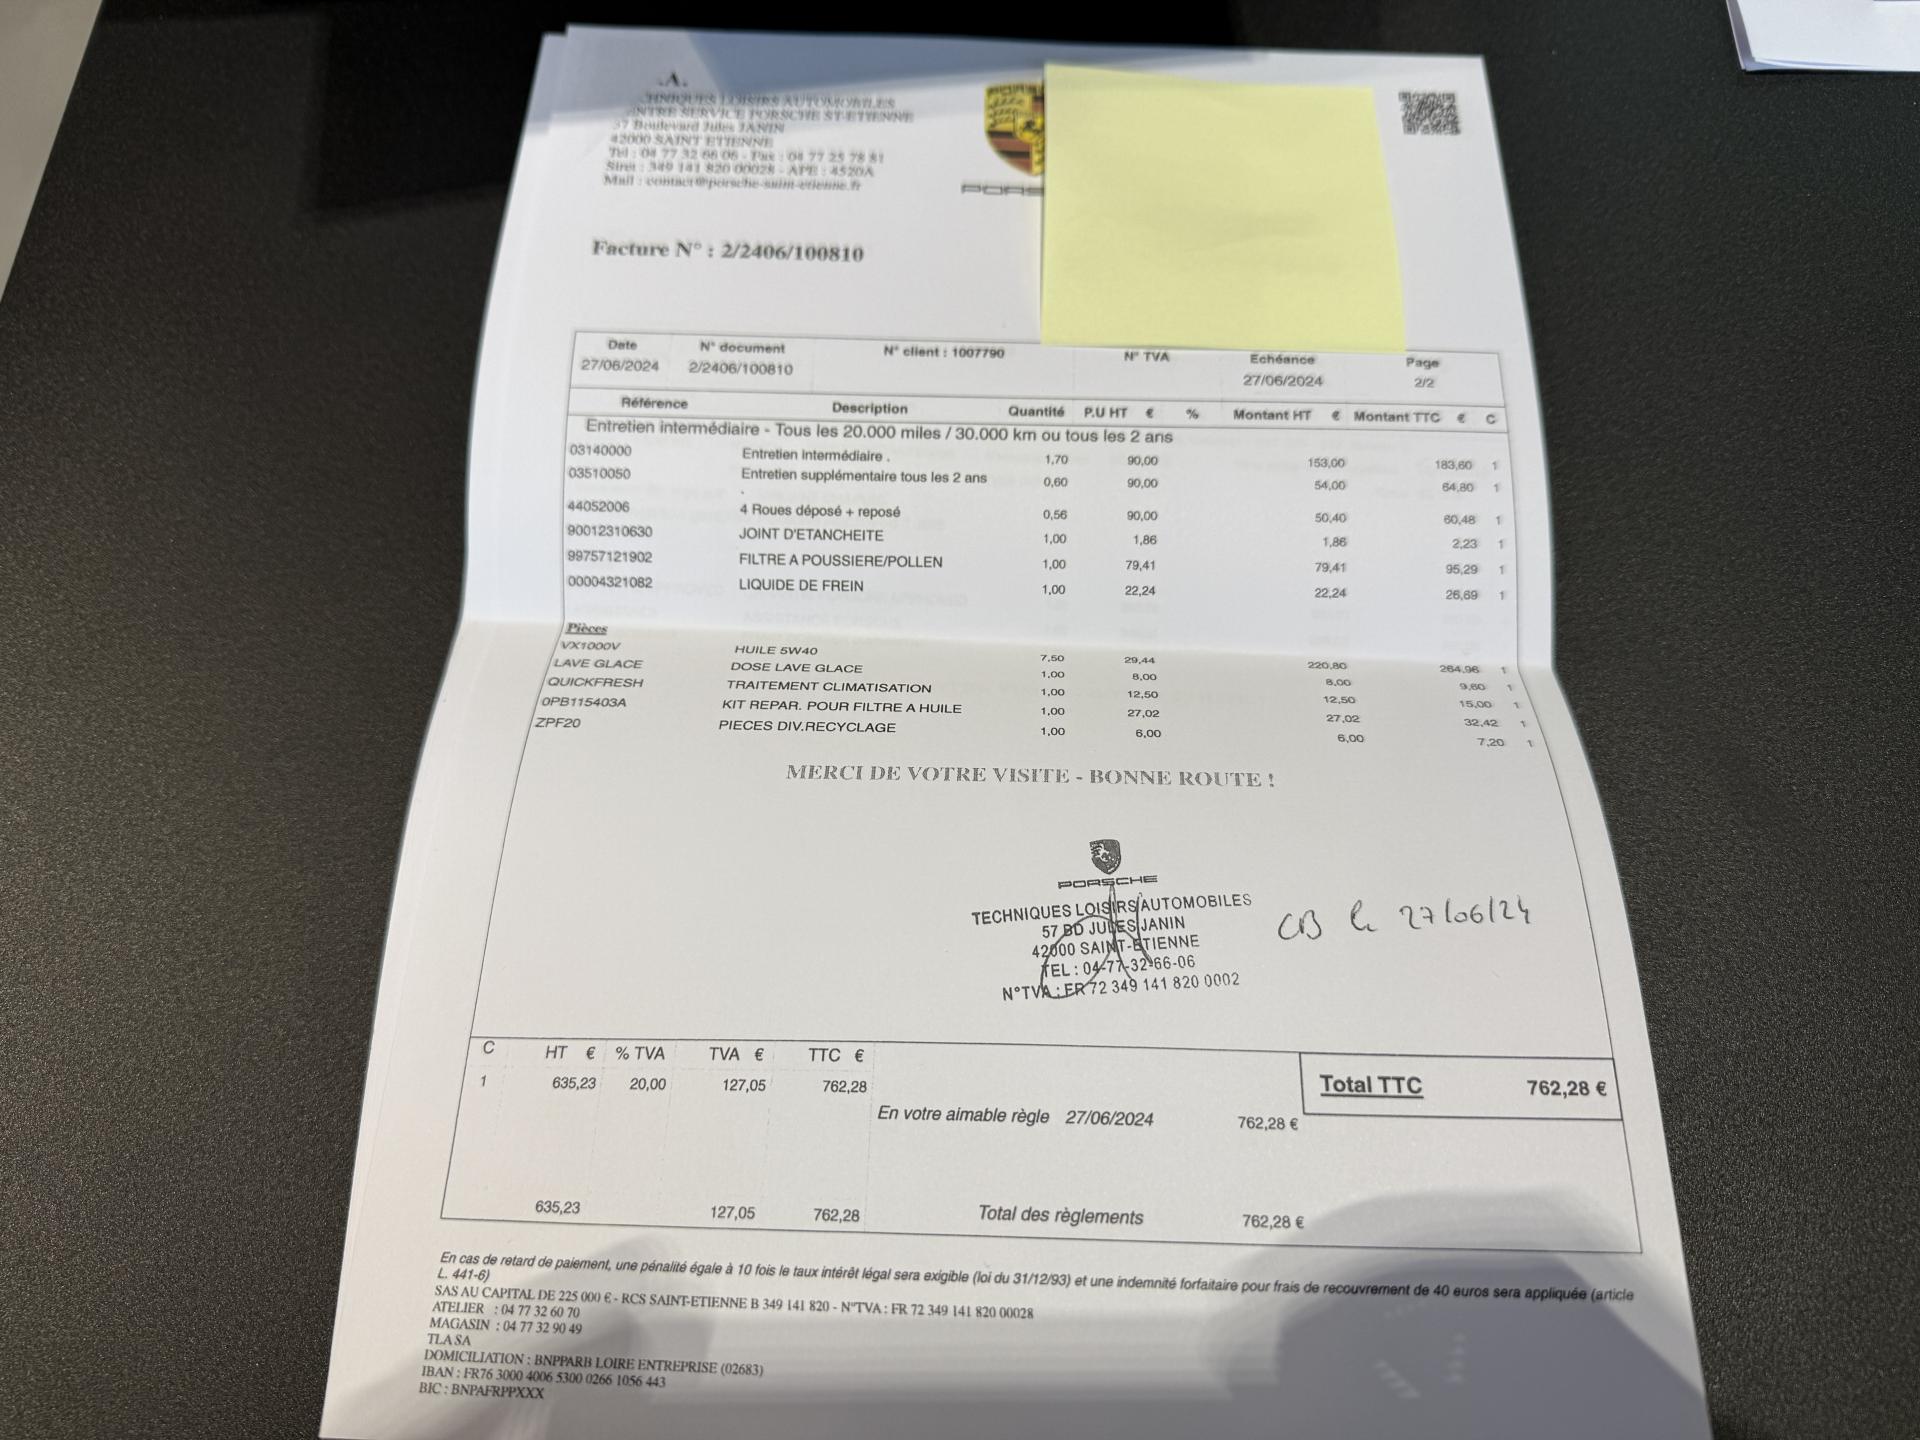 .A.
CHNIQUES LOISIRS AUTOMOBILES
ENTRE SERVICE PORSCHE ST-ETIENNE
57 Boulevard Jules JANIN
42000 SAINT ETIENNE
Tél : 04 77 32 66 06 - Fax : 04 77 25 78 81
Siret : 349 141 820 00028 - APE : 4520A
Mail : contact@porsche-saint-etienne.fr
PORS
Facture N° : 2/2406/100810
Date N° document N° client : 1007790 N° TVA Echéance Page
27/06/2024 2/2406/100810 27/06/2024 2/2
Référence Description Quantité P.U HT € % Montant HT € Montant TTC € C
Entretien intermédiaire - Tous les 20.000 miles / 30.000 km ou tous les 2 ans
03140000 Entretien intermédiaire . 1,70 90,00 153,00 183,60 1
03510050 Entretien supplémentaire tous les 2 ans 0,60 90,00 54,00 64,80 1
.
44052006 4 Roues déposé + reposé 0,56 90,00 50,40 60,48 1
90012310630 JOINT D'ETANCHEITE 1,00 1,86 1,86 2,23 1
99757121902 FILTRE A POUSSIERE/POLLEN 1,00 79,41 79,41 95,29 1
00004321082 LIQUIDE DE FREIN 1,00 22,24 22,24 26,69 1
Pièces
VX1000V HUILE 5W40 7,50 29,44 220,80 264,96 1
LAVE GLACE DOSE LAVE GLACE 1,00 8,00 8,00 9,60 1
QUICKFRESH TRAITEMENT CLIMATISATION 1,00 12,50 12,50 15,00 1
0PB115403A KIT REPAR. POUR FILTRE A HUILE 1,00 27,02 27,02 32,42 1
ZPF20 PIECES DIV.RECYCLAGE 1,00 6,00 6,00 7,20 1
MERCI DE VOTRE VISITE - BONNE ROUTE !
PORSCHE
TECHNIQUES LOISIRS AUTOMOBILES
57 BD JULES JANIN
42000 SAINT-ETIENNE
TEL : 04-77-32-66-06
N°TVA : FR 72 349 141 820 0002
CB le 27/06/24
C HT € % TVA TVA € TTC €
1 635,23 20,00 127,05 762,28
Total TTC 762,28 €
En votre aimable règle 27/06/2024 762,28 €
635,23 127,05 762,28 Total des règlements 762,28 €
En cas de retard de paiement, une pénalité égale à 10 fois le taux intérêt légal sera exigible (loi du 31/12/93) et une indemnité forfaitaire pour frais de recouvrement de 40 euros sera appliquée (article
L. 441-6)
SAS AU CAPITAL DE 225 000 € - RCS SAINT-ETIENNE B 349 141 820 - N°TVA : FR 72 349 141 820 00028
ATELIER : 04 77 32 60 70
MAGASIN : 04 77 32 90 49
TLA SA
DOMICILIATION : BNPPARB LOIRE ENTREPRISE (02683)
IBAN : FR76 3000 4006 5300 0266 1056 443
BIC : BNPAFRPPXXX